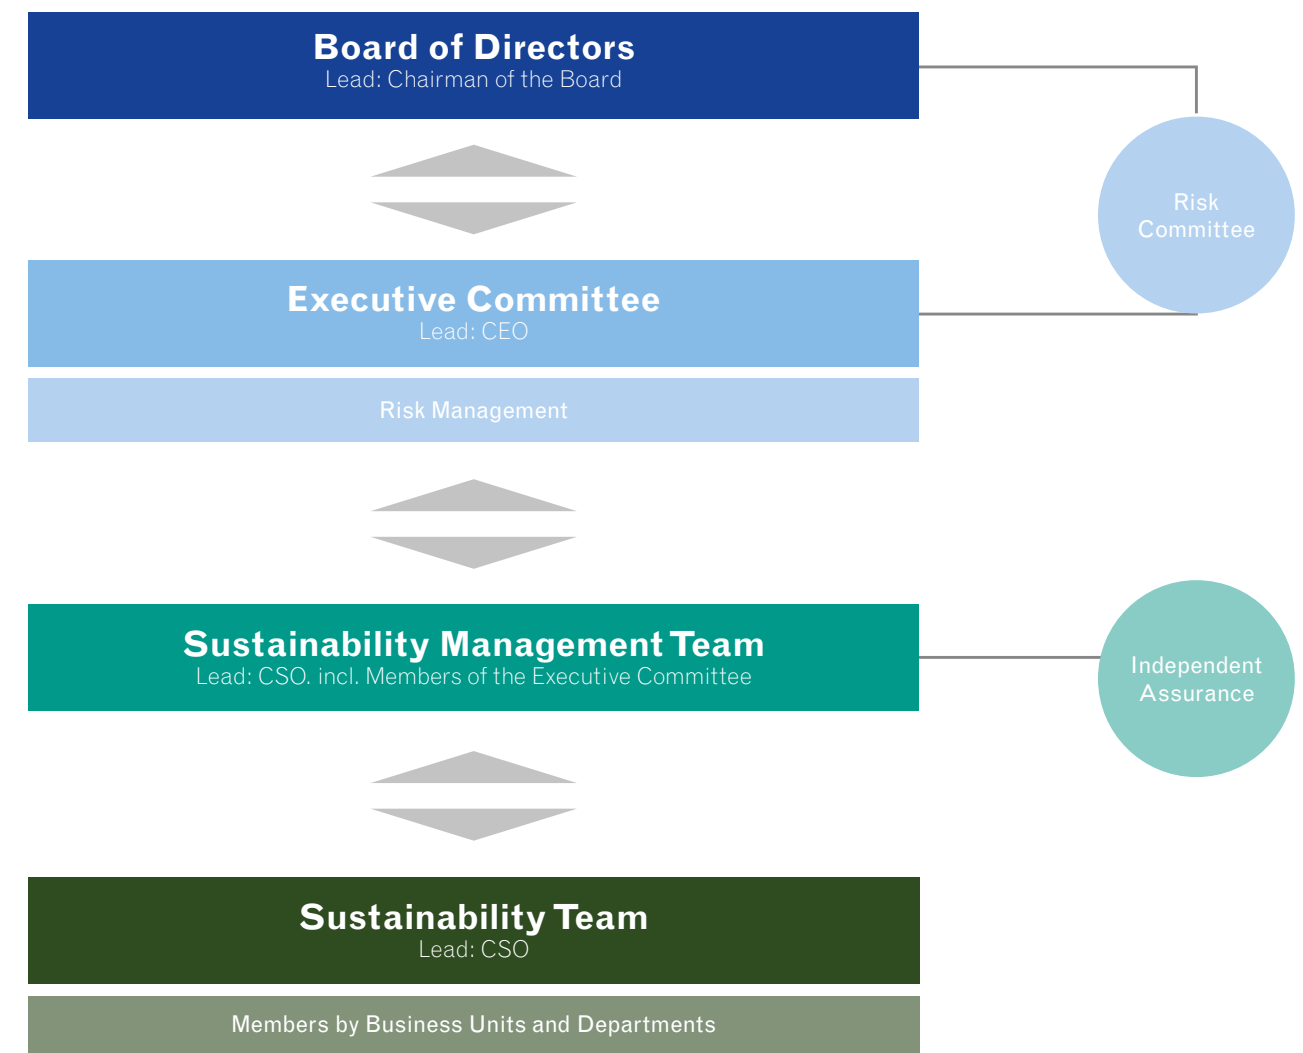 Board of Directors
Lead: Chairman of the Board
Risk
Committee
Executive Committee
Lead: CEO
Risk Management
Sustainability Management Team
Lead: CSO. incl. Members of the Executive Committee
Independent
Assurance
Sustainability Team
Lead: CSO
Members by Business Units and Departments